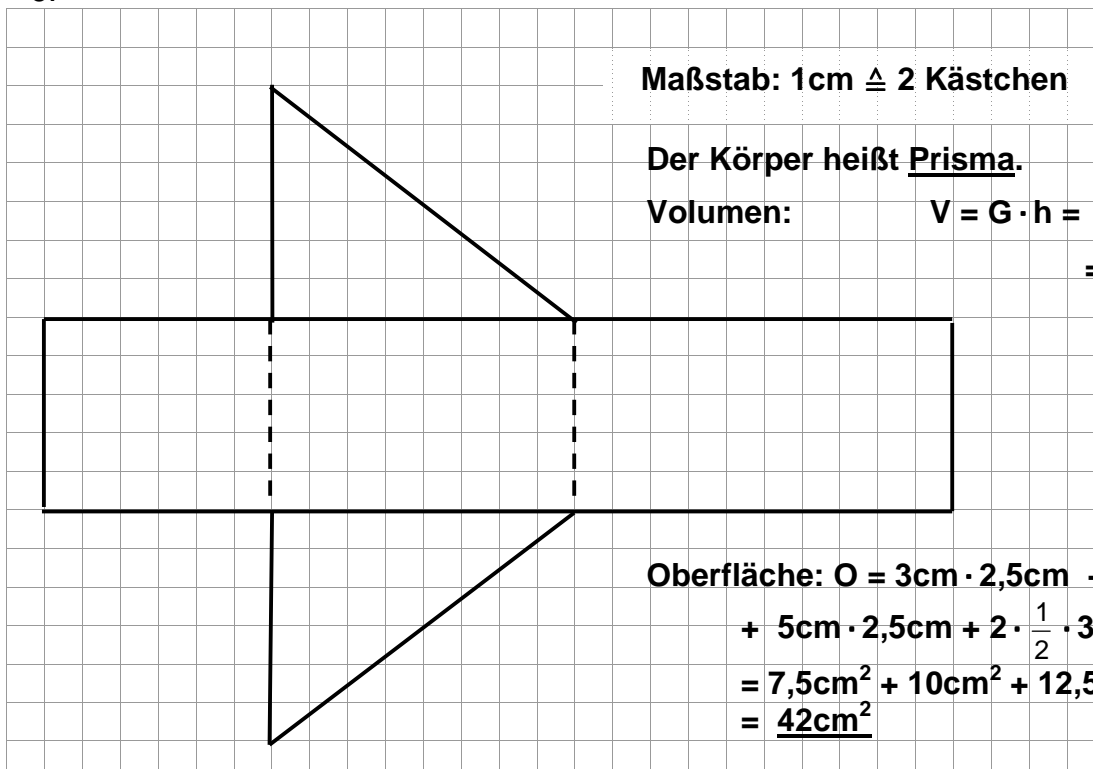 Maßstab: 1cm ≙ 2 Kästchen
Der Körper heißt Prisma.
Volumen: V = G · h =
=
Oberfläche: O = 3cm · 2,5cm
+ 5cm · 2,5cm + 2 · 1/2 · 3
= 7,5cm² + 10cm² + 12,5
= 42cm²